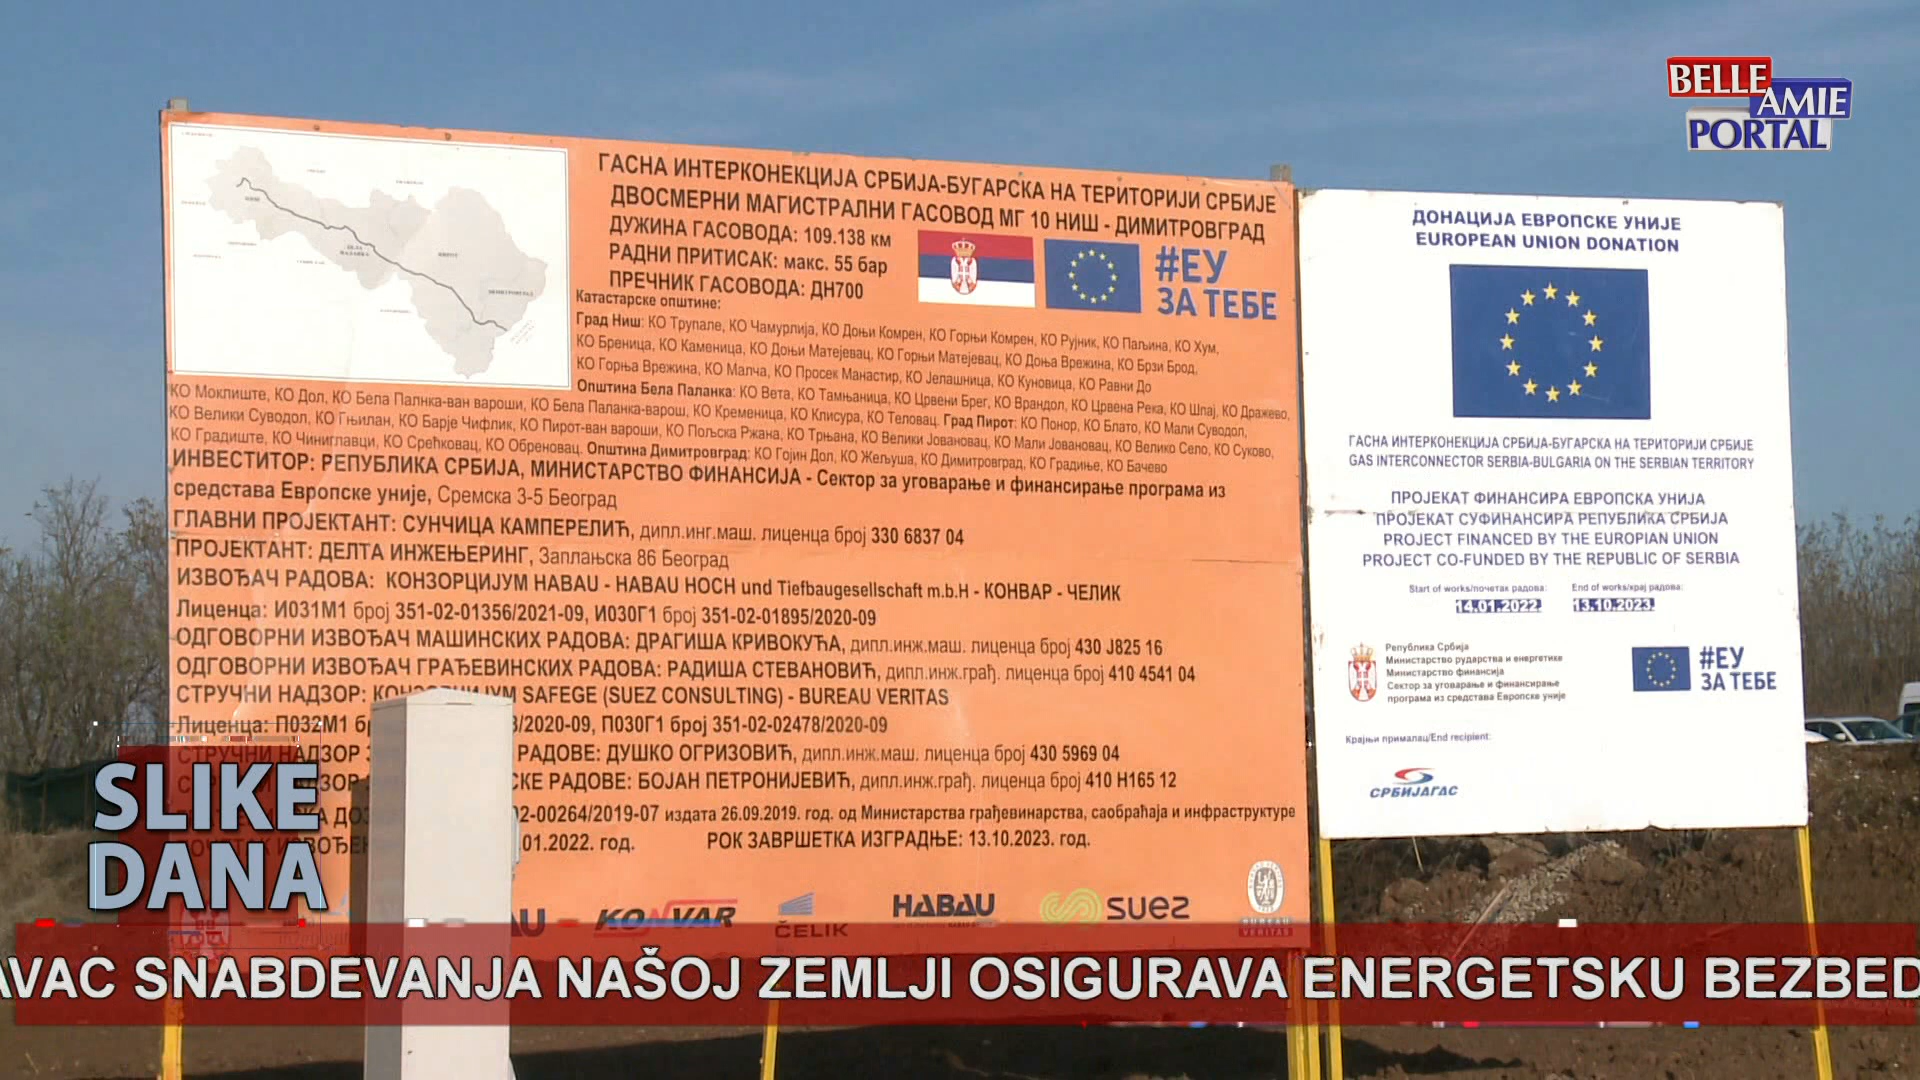 BELLE
AMIE
PORTAL
ГАСНА ИНТЕРКОНЕКЦИЈА СРБИЈА-БУГАРСКА НА ТЕРИТОРИЈИ СРБИЈЕ
ДВОСМЕРНИ МАГИСТРАЛНИ ГАСОВОД МГ 10 НИШ - ДИМИТРОВГРАД
ДУЖИНА ГАСОВОДА: 109.138 км
РАДНИ ПРИТИСАК: макс. 55 бар
ПРЕЧНИК ГАСОВОДА: ДН700
#ЕУ
ЗА ТЕБЕ
Катастарске општине:
Град Ниш: КО Трупале, КО Чамурлија, КО Доњи Комрен, КО Горњи Комрен, КО Рујник, КО Паљина, КО Хум,
КО Бреница, КО Каменица, КО Доњи Матејевац, КО Горњи Матејевац, КО Доња Врежина, КО Брзи Брод,
КО Горња Врежина, КО Малча, КО Просек Манастир, КО Јелашница, КО Куновица, КО Равни До
Општина Бела Паланка: КО Вета, КО Тамњаница, КО Црвени Брег, КО Врандол, КО Црвена Река, КО Шпај, КО Дражево,
КО Моклиште, КО Дол, КО Бела Палнка-ван вароши, КО Бела Паланка-варош, КО Кременица, КО Клисура, КО Теловац. Град Пирот: КО Понор, КО Блато, КО Мали Суводол,
КО Велики Суводол, КО Гњилан, КО Барје Чифлик, КО Пирот-ван вароши, КО Пољска Ржана, КО Трњана, КО Велики Јовановац, КО Мали Јовановац, КО Велико Село, КО Суково,
КО Градиште, КО Чиниглавци, КО Срећковац, КО Обреновац. Општина Димитровград: КО Гојин Дол, КО Жељуша, КО Димитровград, КО Градиње, КО Бачево
ИНВЕСТИТОР: РЕПУБЛИКА СРБИЈА, МИНИСТАРСТВО ФИНАНСИЈА - Сектор за уговарање и финансирање програма из
средстава Европске уније, Сремска 3-5 Београд
ГЛАВНИ ПРОЈЕКТАНТ: СУНЧИЦА КАМПЕРЕЛИЋ, дипл.инг.маш. лиценца број 330 6837 04
ПРОЈЕКТАНТ: ДЕЛТА ИНЖЕЊЕРИНГ, Заплањска 86 Београд
ИЗВОЂАЧ РАДОВА: КОНЗОРЦИЈУМ HABAU - HABAU HOCH und Tiefbaugesellschaft m.b.H - КОНВАР - ЧЕЛИК
Лиценца: И031М1 број 351-02-01356/2021-09, И030Г1 број 351-02-01895/2020-09
ОДГОВОРНИ ИЗВОЂАЧ МАШИНСКИХ РАДОВА: ДРАГИША КРИВОКУЋА, дипл.инж.маш. лиценца број 430 Ј825 16
ОДГОВОРНИ ИЗВОЂАЧ ГРАЂЕВИНСКИХ РАДОВА: РАДИША СТЕВАНОВИЋ, дипл.инж.грађ. лиценца број 410 4541 04
СТРУЧНИ НАДЗОР: КОНЗОРЦИЈУМ SAFEGE (SUEZ CONSULTING) - BUREAU VERITAS
Лиценца: П032М1 /2020-09, П030Г1 број 351-02-02478/2020-09
СТРУЧНИ НАДЗОР РАДОВЕ: ДУШКО ОГРИЗОВИЋ, дипл.инж.маш. лиценца број 430 5969 04
СКЕ РАДОВЕ: БОЈАН ПЕТРОНИЈЕВИЋ, дипл.инж.грађ. лиценца број 410 Н165 12
02-00264/2019-07 издата 26.09.2019. год. од Министарства грађевинарства, саобраћаја и инфраструктуре
.01.2022. год. РОК ЗАВРШЕТКА ИЗГРАДЊЕ: 13.10.2023. год.
KONVAR
ČELIK
HABAU
suez
BUREAU
VERITAS
ДОНАЦИЈА ЕВРОПСКЕ УНИЈЕ
EUROPEAN UNION DONATION
ГАСНА ИНТЕРКОНЕКЦИЈА СРБИЈА-БУГАРСКА НА ТЕРИТОРИЈИ СРБИЈЕ
GAS INTERCONNECTOR SERBIA-BULGARIA ON THE SERBIAN TERRITORY
ПРОЈЕКАТ ФИНАНСИРА ЕВРОПСКА УНИЈА
ПРОЈЕКАТ СУФИНАНСИРА РЕПУБЛИКА СРБИЈА
PROJECT FINANCED BY THE EUROPIAN UNION
PROJECT CO-FUNDED BY THE REPUBLIC OF SERBIA
Start of works/почетак радова: End of works/крај радова:
14.01.2022. 13.10.2023.
Република Србија
Министарство рударства и енергетике
Министарство финансија
Сектор за уговарање и финансирање
програма из средстава Европске уније
#ЕУ
ЗА ТЕБЕ
Крајњи прималац/End recipient:
СРБИЈАГАС
SLIKE
DANA
AVAC SNABDEVANJA NAŠOJ ZEMLJI OSIGURAVA ENERGETSKU BEZBED